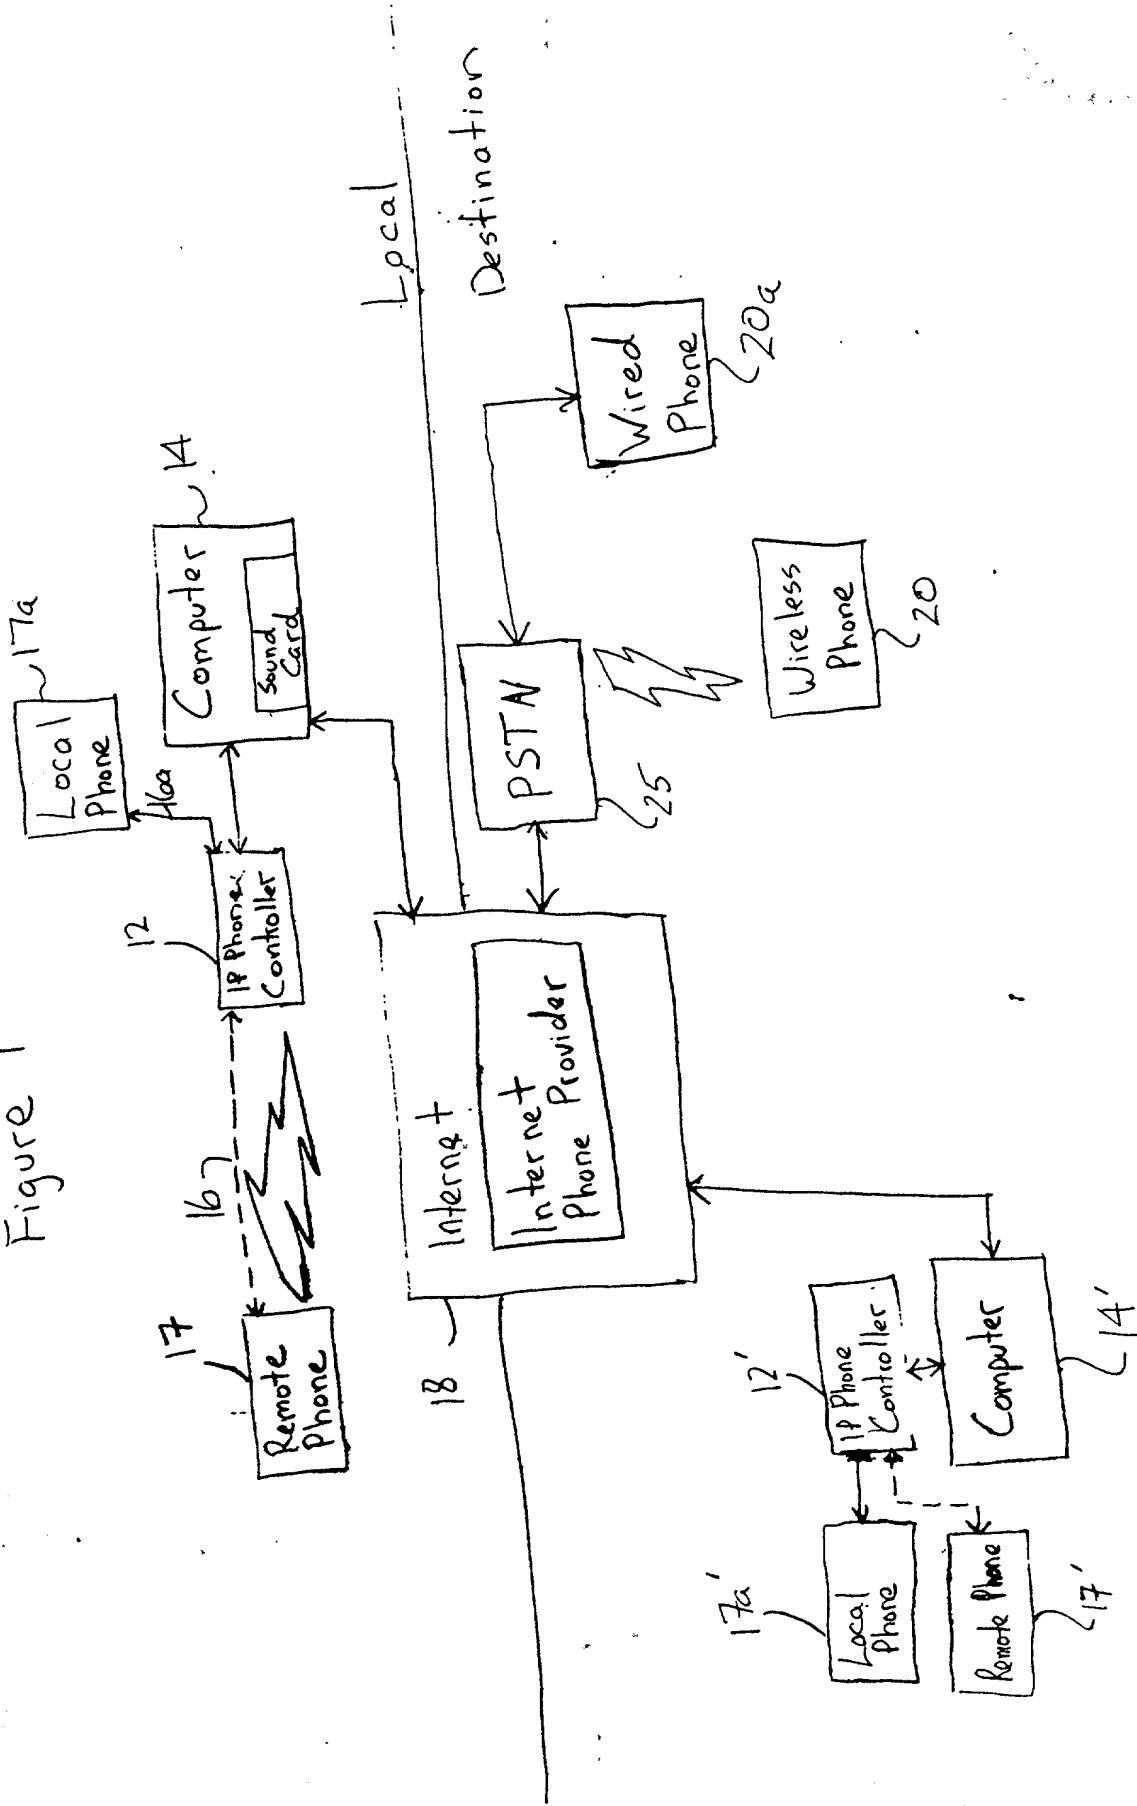 Figure 1
17a
Local
Phone
46a
14
Computer
Sound
Card
12
IP Phone
Controller
16
17
Remote
Phone
Local
Destination
18
Internet
Internet
Phone Provider
PSTN
25
Wired
Phone
20a
Wireless
Phone
20
12'
IP Phone
Controller
17a'
Local
Phone
Remote Phone
17'
Computer
14'